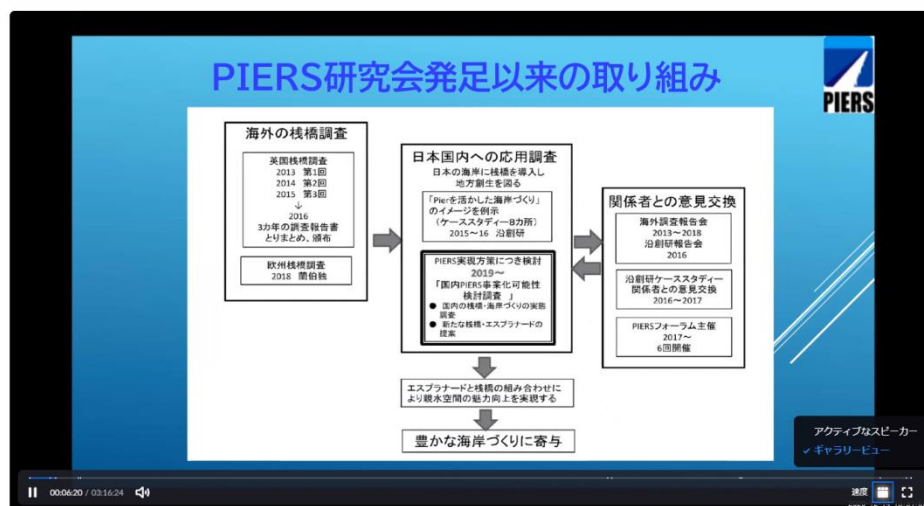 PIERS研究会発足以来の取り組み
PIERS
海外の桟橋調査
英国桟橋調査
2013 第1回
2014 第2回
2015 第3回
↓
2016
3カ年の調査報告書
とりまとめ、頒布
欧州桟橋調査
2018 蘭伯独
日本国内への応用調査
日本の海岸に桟橋を導入し
地方創生を図る
「Pierを活かした海岸づくり」
のイメージを例示
(ケーススタディー8カ所)
2015~16 沿創研
PIERS実現方策につき検討
2019~
「国内PIERS事業化可能性
検討調査 」
● 国内の桟橋・海岸づくりの実態
調査
● 新たな桟橋・エスプラナードの
提案
関係者との意見交換
海外調査報告会
2013~2018
沿創研報告会
2016
沿創研ケーススタディー
関係者との意見交換
2016~2017
PIERSフォーラム主催
2017~
6回開催
エスプラナードと桟橋の組み合わせに
より親水空間の魅力向上を実現する
豊かな海岸づくりに寄与
アクティブなスピーカー
✓ ギャラリービュー
00:06:20 / 03:16:24
速度